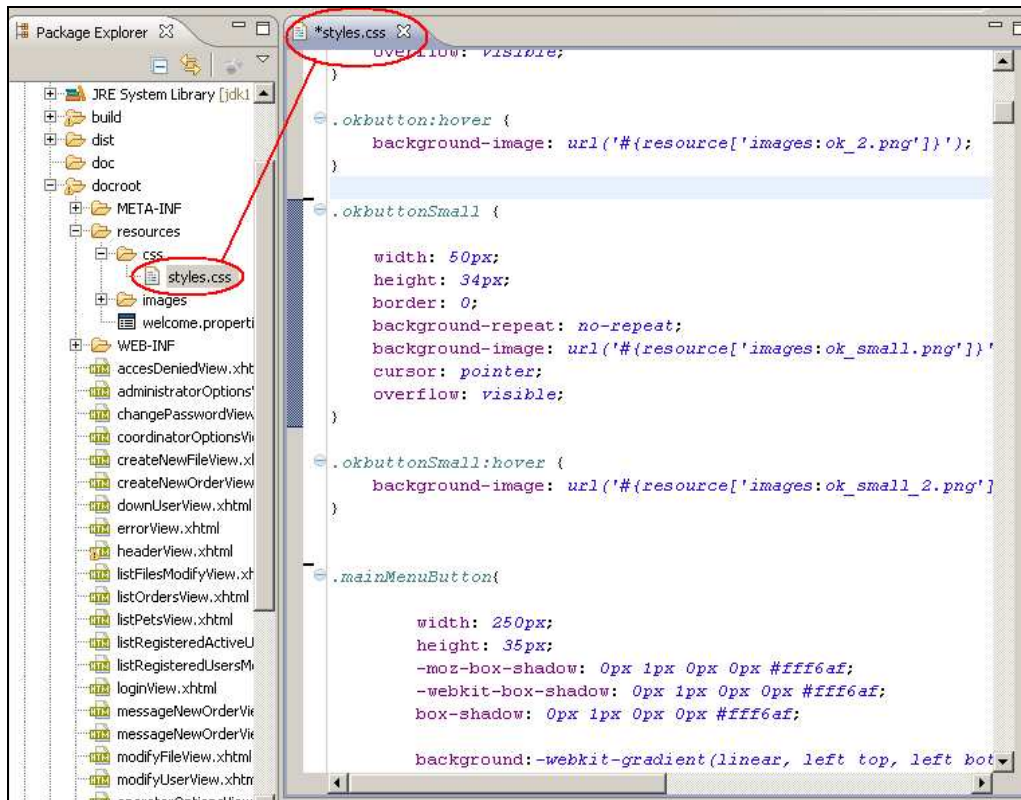 Package Explorer
JRE System Library [jdk1
build
dist
doc
docroot
META-INF
resources
css
styles.css
images
welcome.properti
WEB-INF
accesDeniedView.xht
administratorOptions
changePasswordView
coordinatorOptionsVi
createNewFileView.xl
createNewOrderView
downUserView.xhtml
errorView.xhtml
headerView.xhtml
listFilesModifyView.xh
listOrdersView.xhtml
listPetsView.xhtml
listRegisteredActiveU
listRegisteredUsersM
loginView.xhtml
messageNewOrderVie
messageNewOrderVie
modifyFileView.xhtml
modifyUserView.xhtm
*styles.css
overflow: visible;
}
.okbutton:hover {
background-image: url('#{resource['images:ok_2.png']}');
}
.okbuttonSmall {
width: 50px;
height: 34px;
border: 0;
background-repeat: no-repeat;
background-image: url('#{resource['images:ok_small.png']}'
cursor: pointer;
overflow: visible;
}
.okbuttonSmall:hover {
background-image: url('#{resource['images:ok_small_2.png']
}
.mainMenuButton{
width: 250px;
height: 35px;
-moz-box-shadow: 0px 1px 0px 0px #fff6af;
-webkit-box-shadow: 0px 1px 0px 0px #fff6af;
box-shadow: 0px 1px 0px 0px #fff6af;
background:-webkit-gradient(linear, left top, left bot